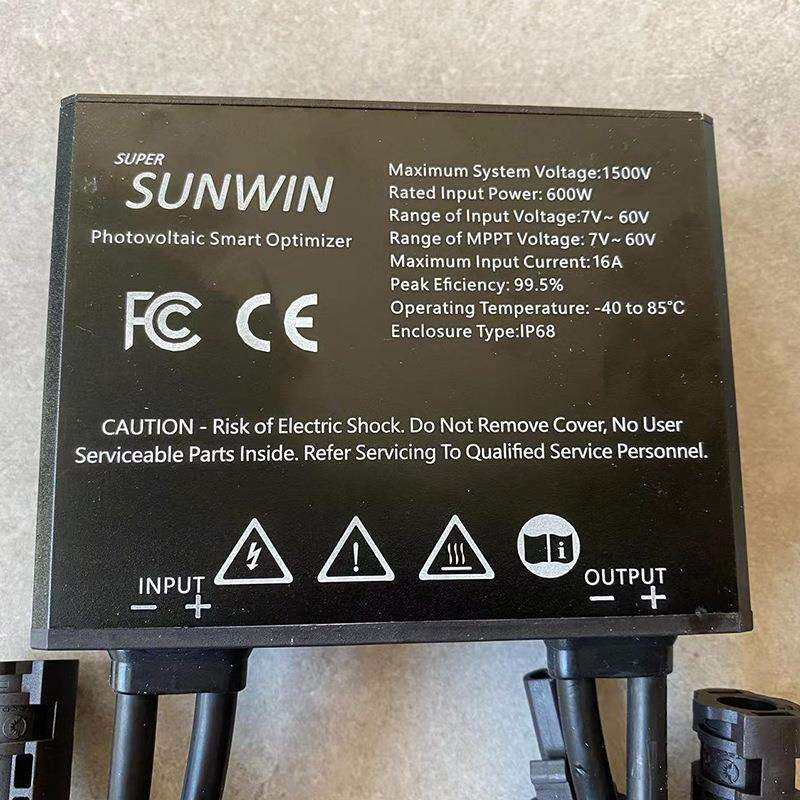 SUPER
SUNWIN
Photovoltaic Smart Optimizer
FC CE
Maximum System Voltage:1500V
Rated Input Power: 600W
Range of Input Voltage:7V~ 60V
Range of MPPT Voltage: 7V~ 60V
Maximum Input Current:16A
Peak Eficiency: 99.5%
Operating Temperature: -40 to 85°C
Enclosure Type:IP68
CAUTION - Risk of Electric Shock. Do Not Remove Cover, No User
Serviceable Parts Inside. Refer Servicing To Qualified Service Personnel.
INPUT
- +
OUTPUT
- +